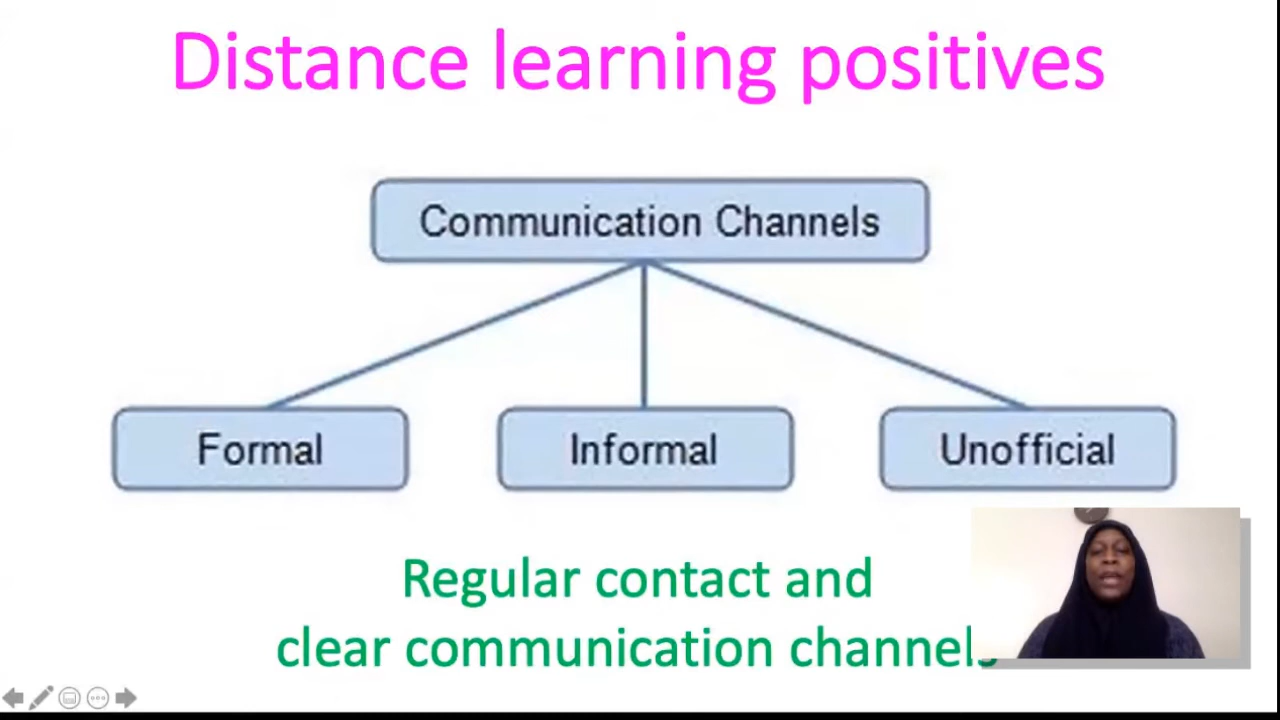 Distance learning positives
Communication Channels
Formal
Informal
Unofficial
Regular contact and
clear communication channels